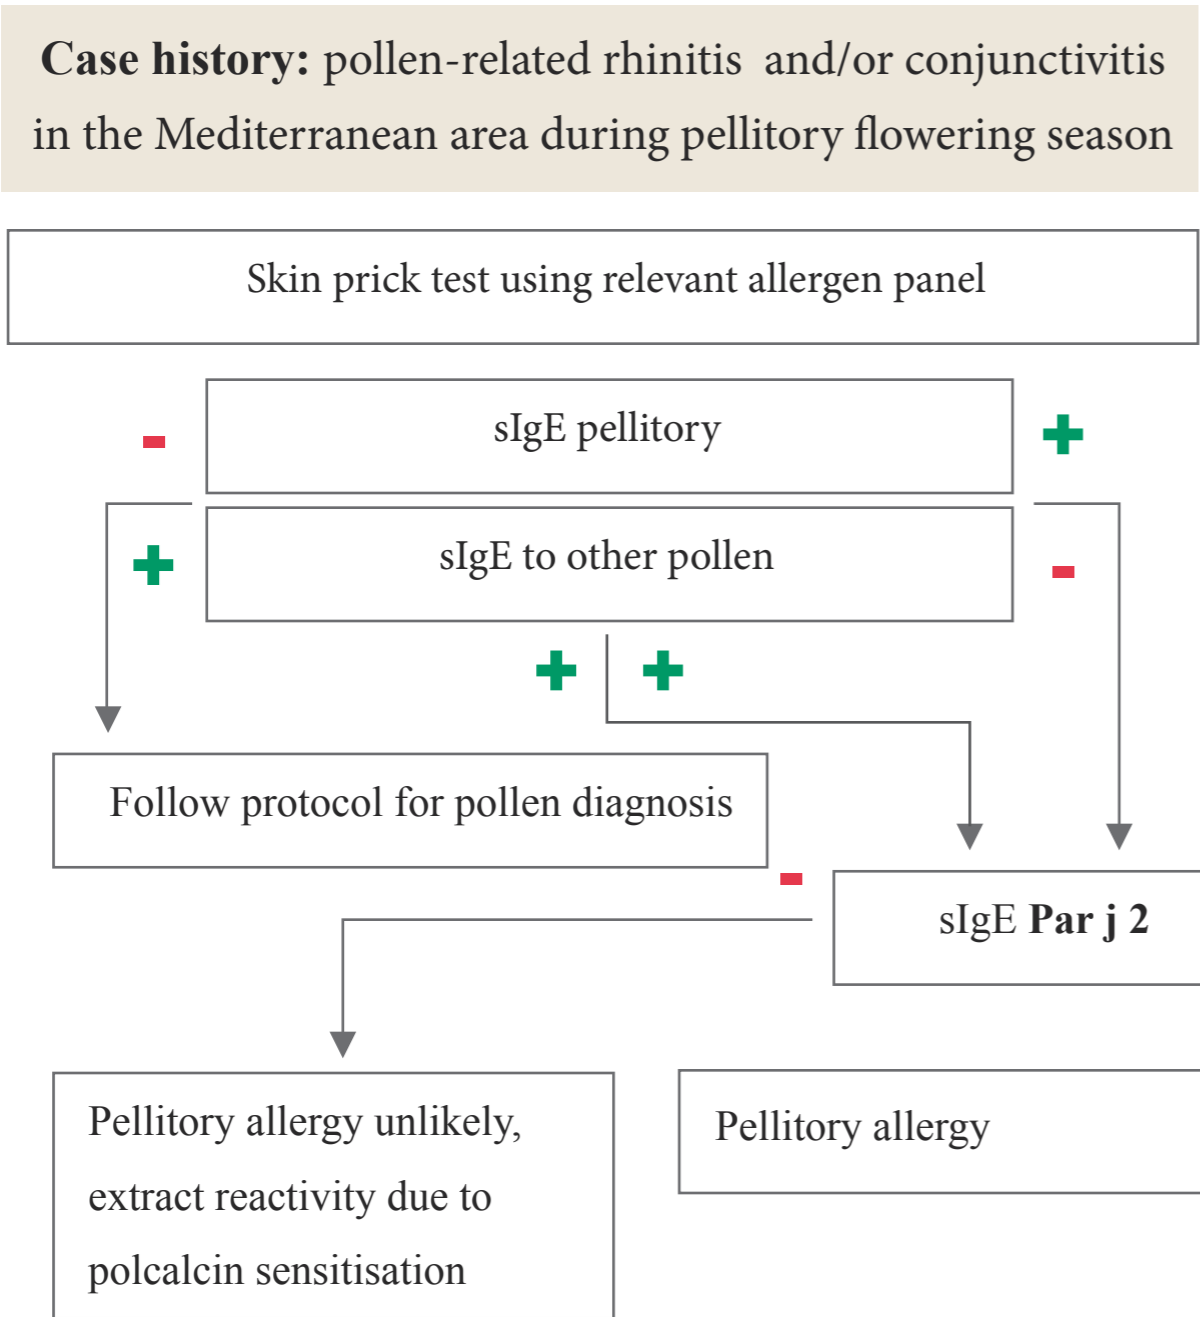 Case history: pollen-related rhinitis and/or conjunctivitis
in the Mediterranean area during pellitory flowering season
Skin prick test using relevant allergen panel
- sIgE pellitory +
+ sIgE to other pollen -
+ +
Follow protocol for pollen diagnosis
-
sIgE Par j 2
Pellitory allergy unlikely,
extract reactivity due to
polcalcin sensitisation
Pellitory allergy